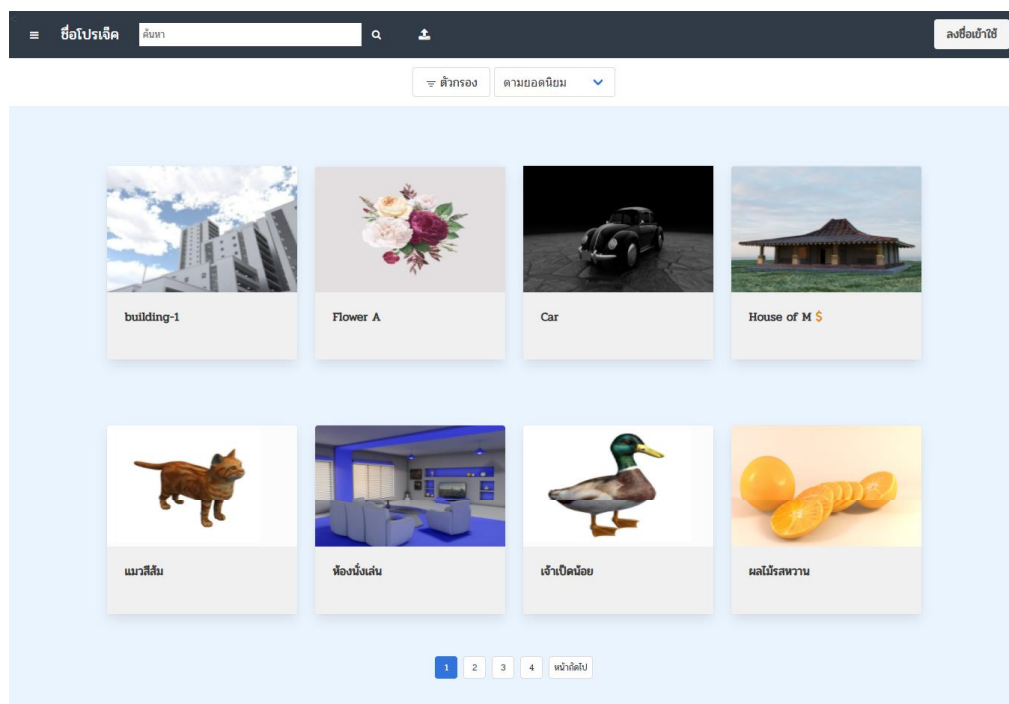 ชื่อโปรเจ็ค ค้นหา ลงชื่อเข้าใช้
ตัวกรอง ตามยอดนิยม
building-1 Flower A Car House of M $
แมวสีส้ม ห้องนั่งเล่น เจ้าเป็ดน้อย ผลไม้รสหวาน
1 2 3 4 หน้าถัดไป